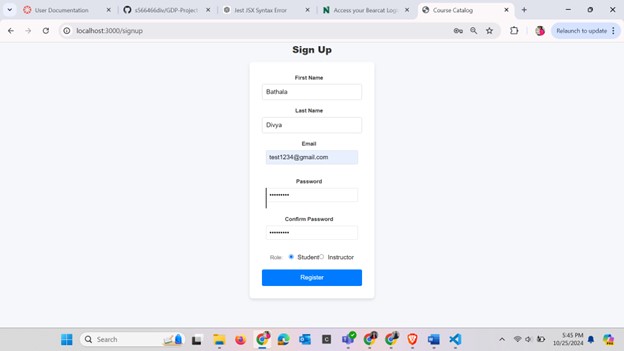 User Documentation
s566466div/GDP-Project
Jest JSX Syntax Error
Access your Bearcat Log
Course Catalog
localhost:3000/signup
Relaunch to update
Sign Up
First Name
Bathala
Last Name
Divya
Email
test1234@gmail.com
Password
•••••••••
Confirm Password
•••••••••
Role: Student Instructor
Register
Search
5:45 PM
10/25/2024